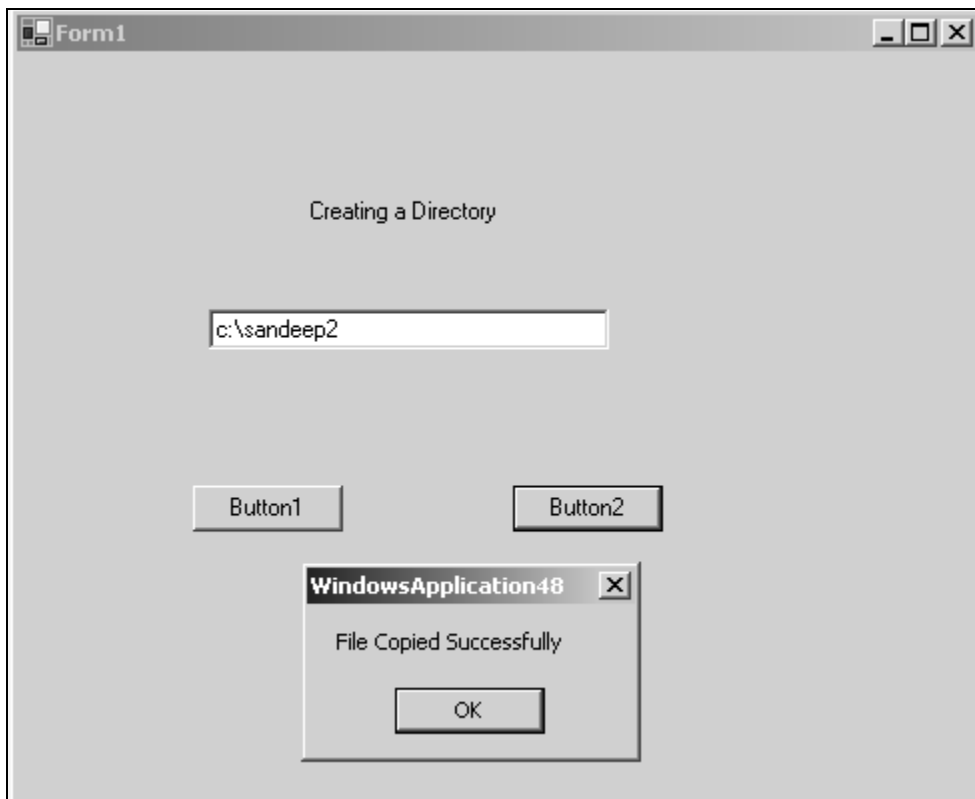 Form1
Creating a Directory
c:\sandeep2
Button1
Button2
WindowsApplication48
File Copied Successfully
OK